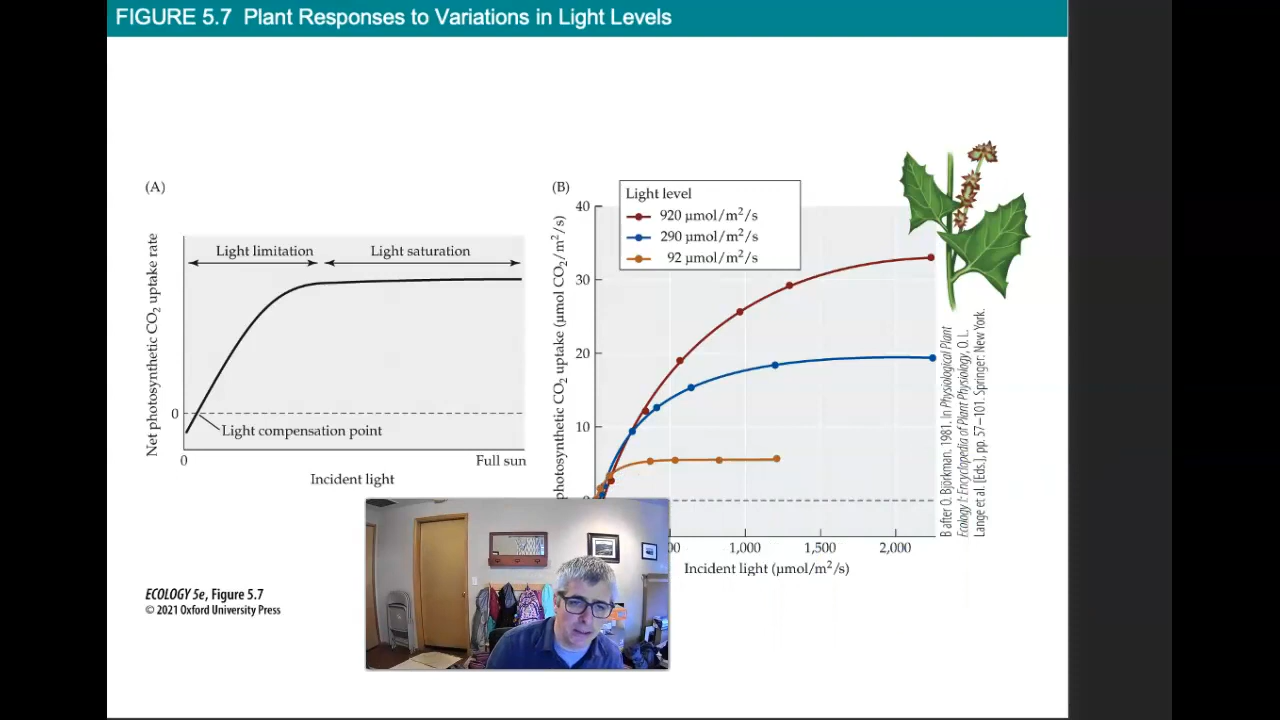 FIGURE 5.7 Plant Responses to Variations in Light Levels
(A)
Net photosynthetic CO₂ uptake rate
Light limitation
Light saturation
0
Light compensation point
0
Full sun
Incident light
(B)
photosynthetic CO₂ uptake (µmol CO₂/m²/s)
Light level
920 µmol/m²/s
290 µmol/m²/s
92 µmol/m²/s
40
30
20
10
00
1,000
1,500
2,000
Incident light (µmol/m²/s)
B after O. Björkman. 1981. In Physiological Plant
Ecology I: Encyclopedia of Plant Physiology, O. L.
Lange et al. [Eds.], pp. 57–101. Springer: New York.
ECOLOGY 5e, Figure 5.7
© 2021 Oxford University Press